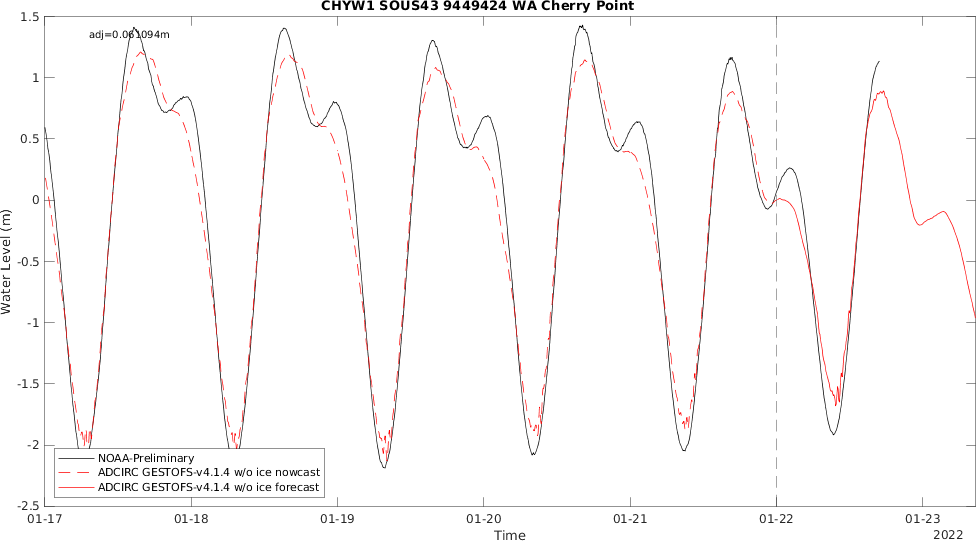 CHYW1 SOUS43 9449424 WA Cherry Point
adj=0.061094m
1.5
1
0.5
0
-0.5
-1
-1.5
-2
-2.5
Water Level (m)
NOAA-Preliminary
ADCIRC GESTOFS-v4.1.4 w/o ice nowcast
ADCIRC GESTOFS-v4.1.4 w/o ice forecast
01-17 01-18 01-19 01-20 01-21 01-22 01-23
Time
2022